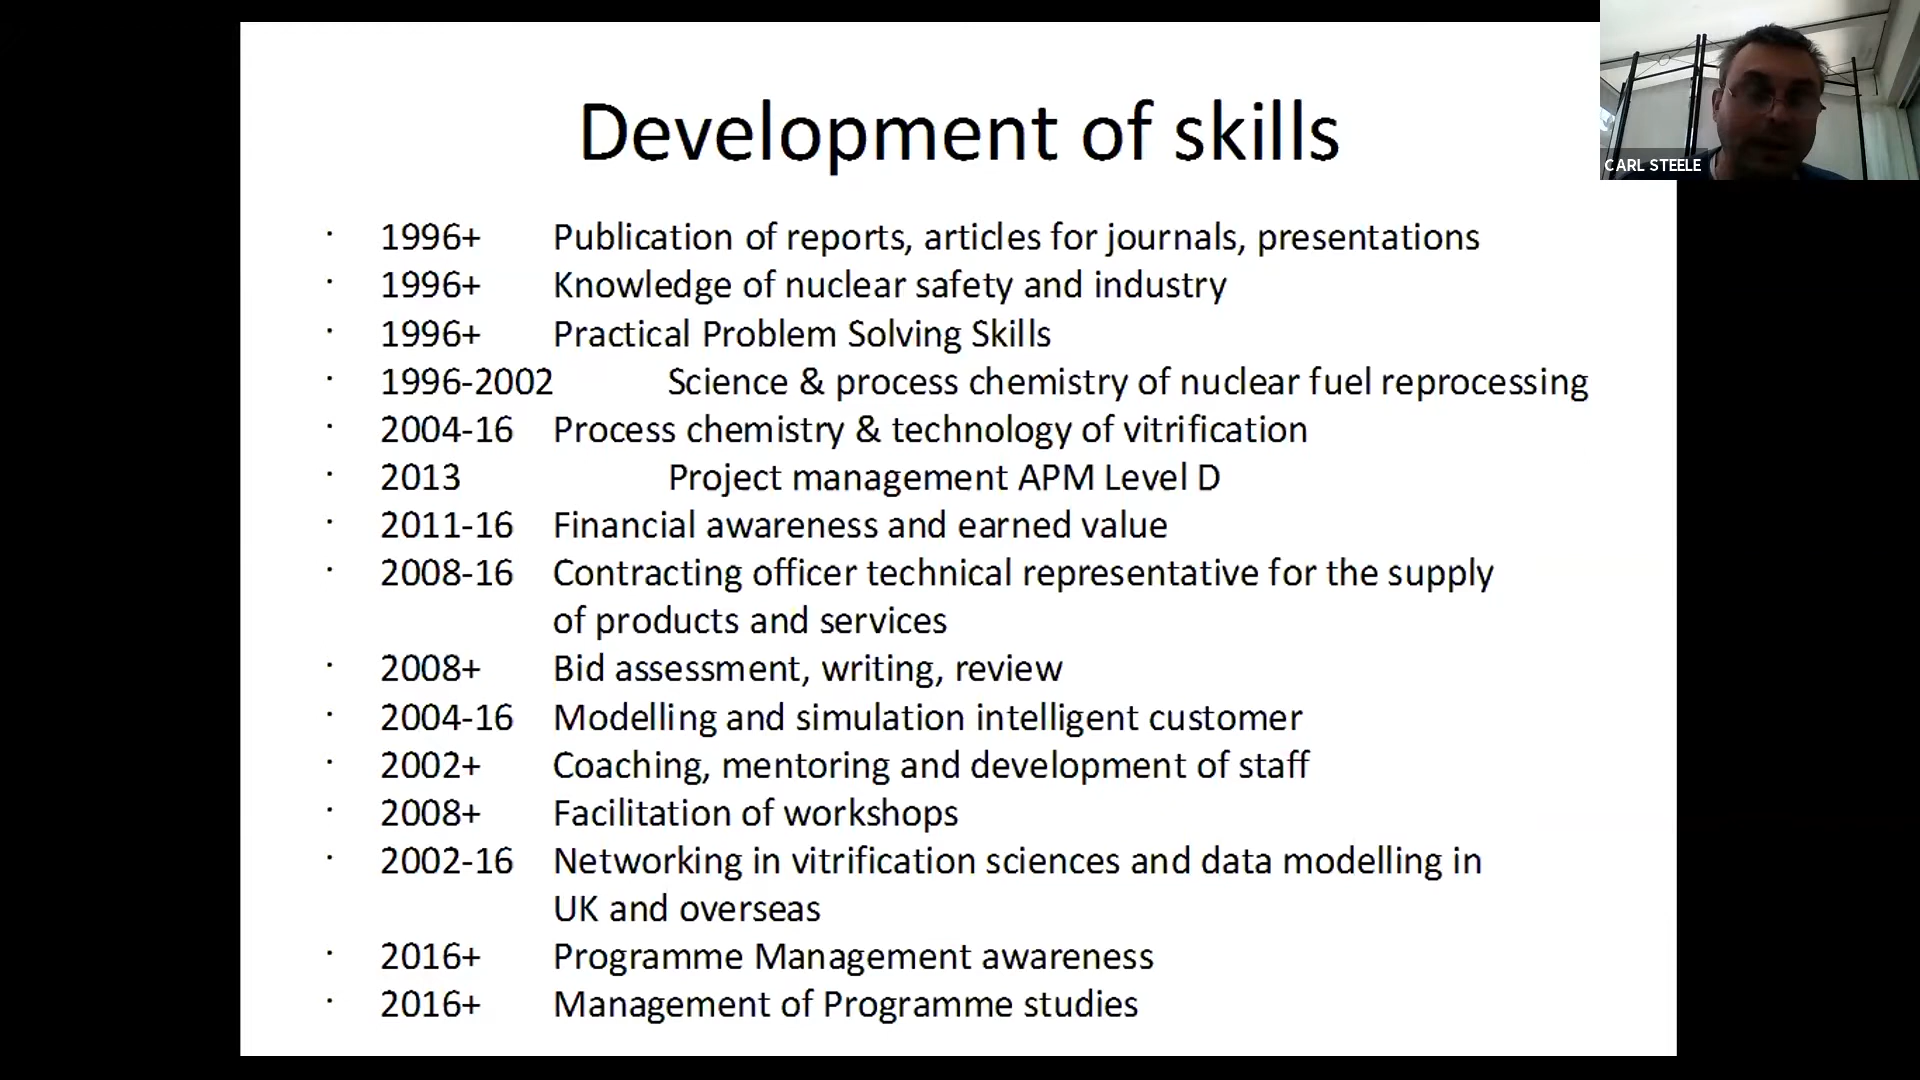 Development of skills
CARL STEELE
· 1996+ Publication of reports, articles for journals, presentations
· 1996+ Knowledge of nuclear safety and industry
· 1996+ Practical Problem Solving Skills
· 1996-2002 Science & process chemistry of nuclear fuel reprocessing
· 2004-16 Process chemistry & technology of vitrification
· 2013 Project management APM Level D
· 2011-16 Financial awareness and earned value
· 2008-16 Contracting officer technical representative for the supply
of products and services
· 2008+ Bid assessment, writing, review
· 2004-16 Modelling and simulation intelligent customer
· 2002+ Coaching, mentoring and development of staff
· 2008+ Facilitation of workshops
· 2002-16 Networking in vitrification sciences and data modelling in
UK and overseas
· 2016+ Programme Management awareness
· 2016+ Management of Programme studies